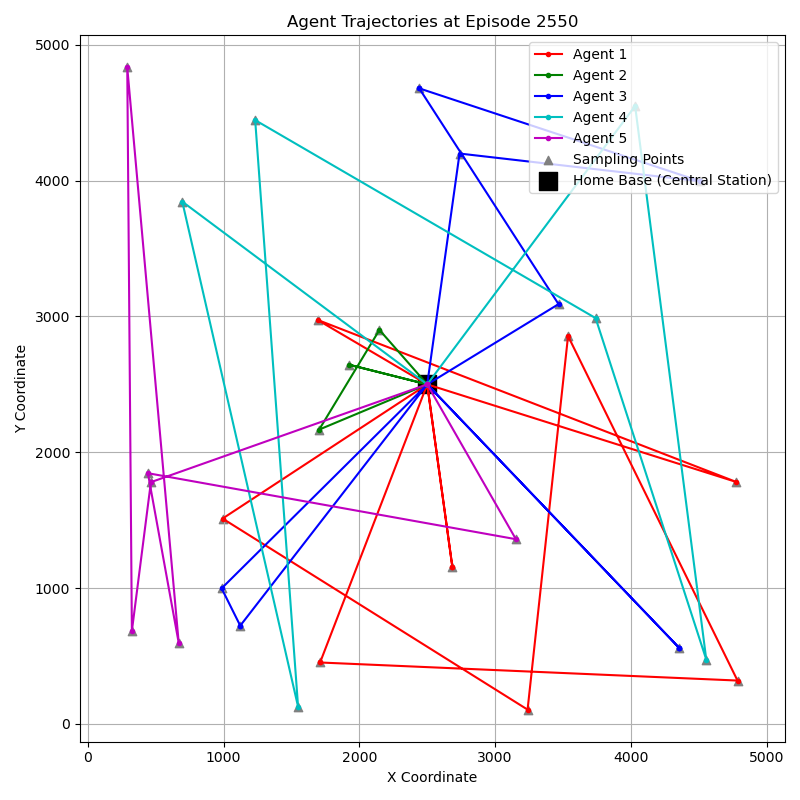 Agent Trajectories at Episode 2550
Agent 1
Agent 2
Agent 3
Agent 4
Agent 5
Sampling Points
Home Base (Central Station)
Y Coordinate
5000
4000
3000
2000
1000
0
0 1000 2000 3000 4000 5000
X Coordinate